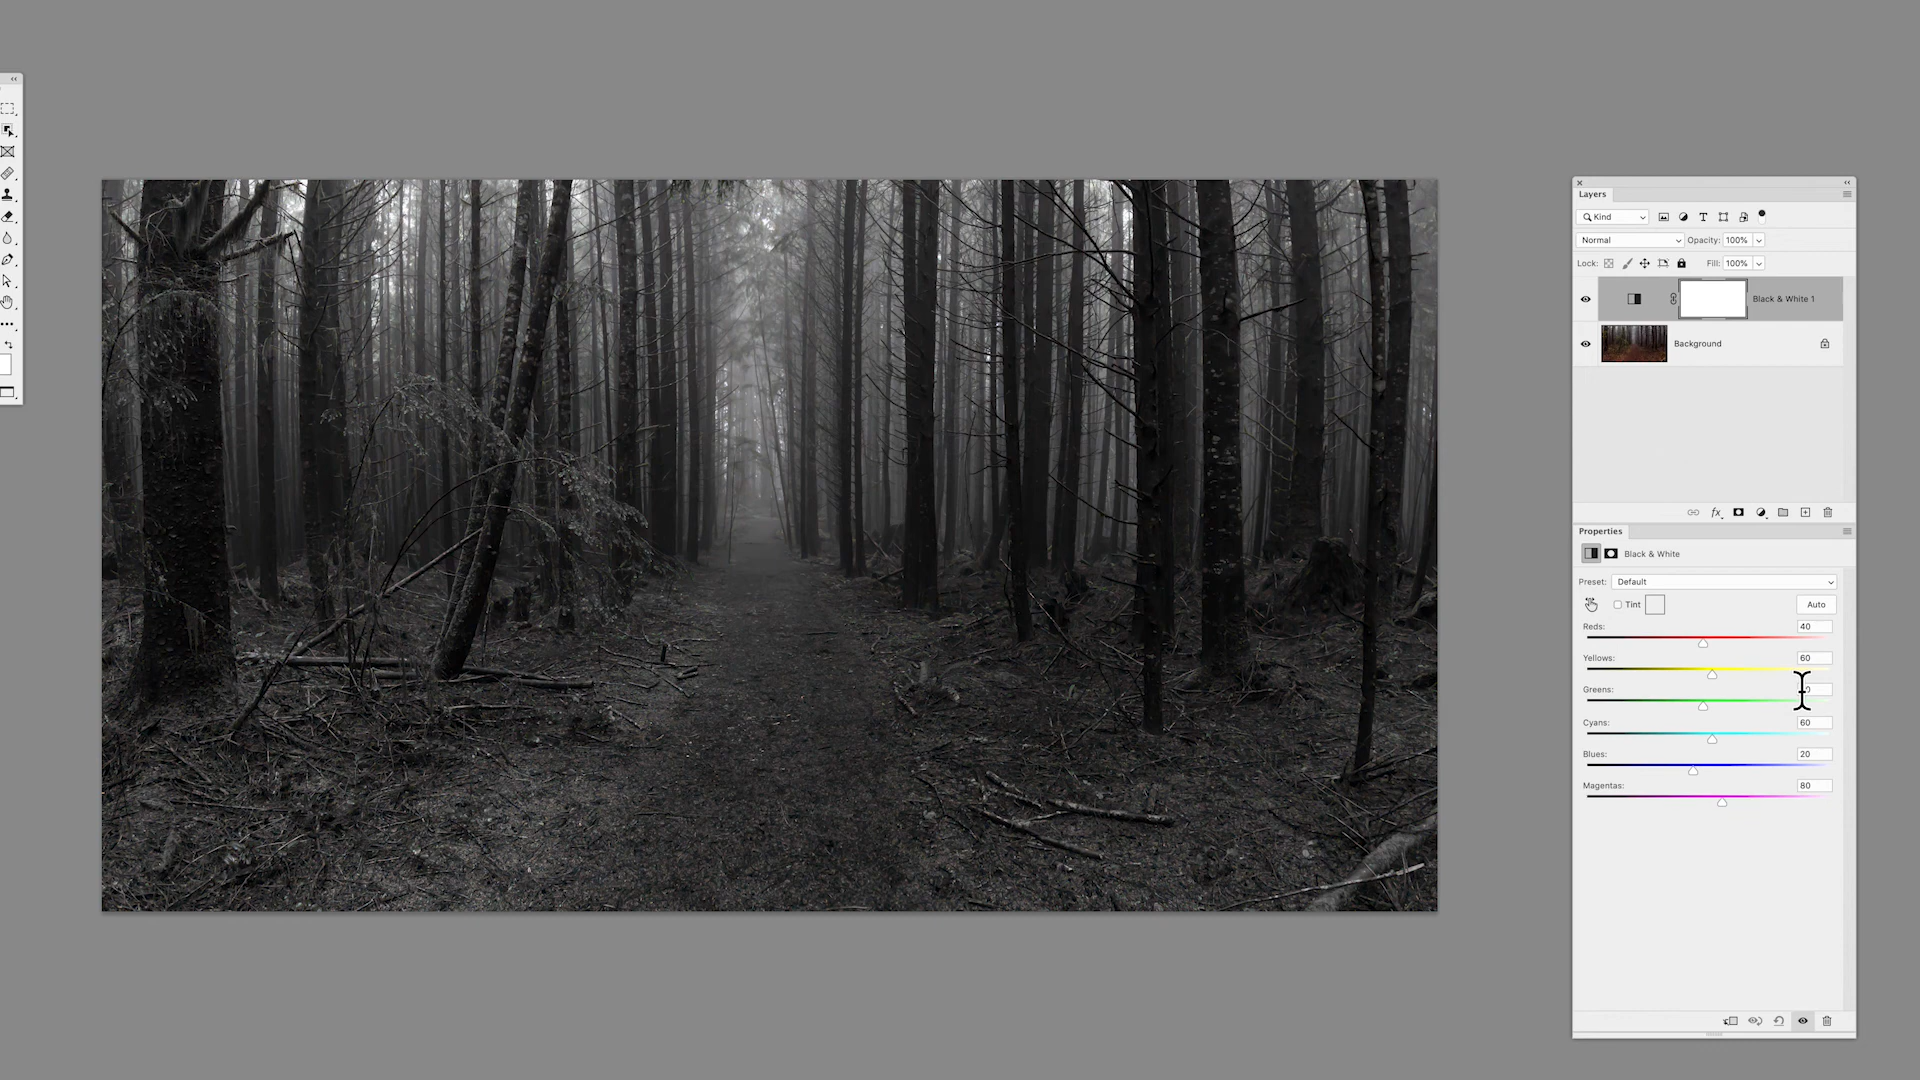 Layers
Kind
Normal Opacity: 100%
Lock: Fill: 100%
Black & White 1
Background
fx
Properties
Black & White
Preset: Default
Tint Auto
Reds: 40
Yellows: 60
Greens:
Cyans: 60
Blues: 20
Magentas: 80